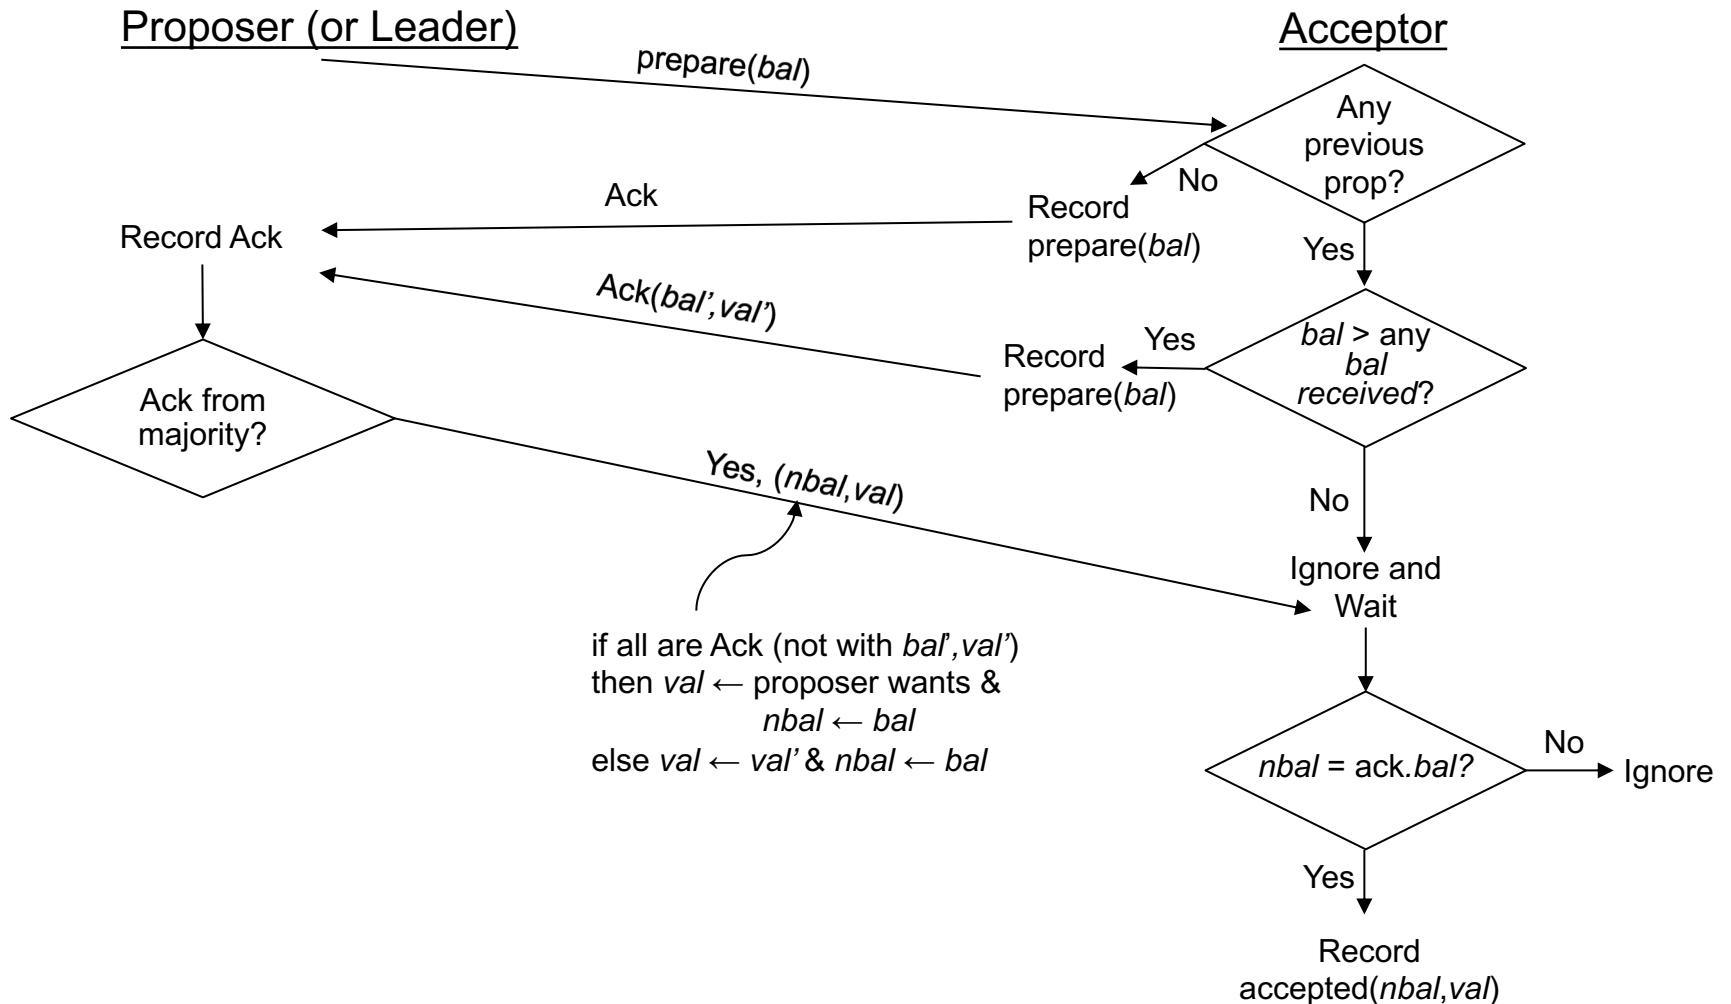 Proposer (or Leader)
Acceptor
prepare(bal)
Any
previous
prop?
No
Ack
Record
prepare(bal)
Record Ack
Yes
Ack(bal’,val’)
bal > any
bal
received?
Yes
Record
prepare(bal)
Ack from
majority?
Yes, (nbal,val)
No
Ignore and
Wait
if all are Ack (not with bal’,val’)
then val ← proposer wants &
nbal ← bal
else val ← val’ & nbal ← bal
nbal = ack.bal?
No
Ignore
Yes
Record
accepted(nbal,val)